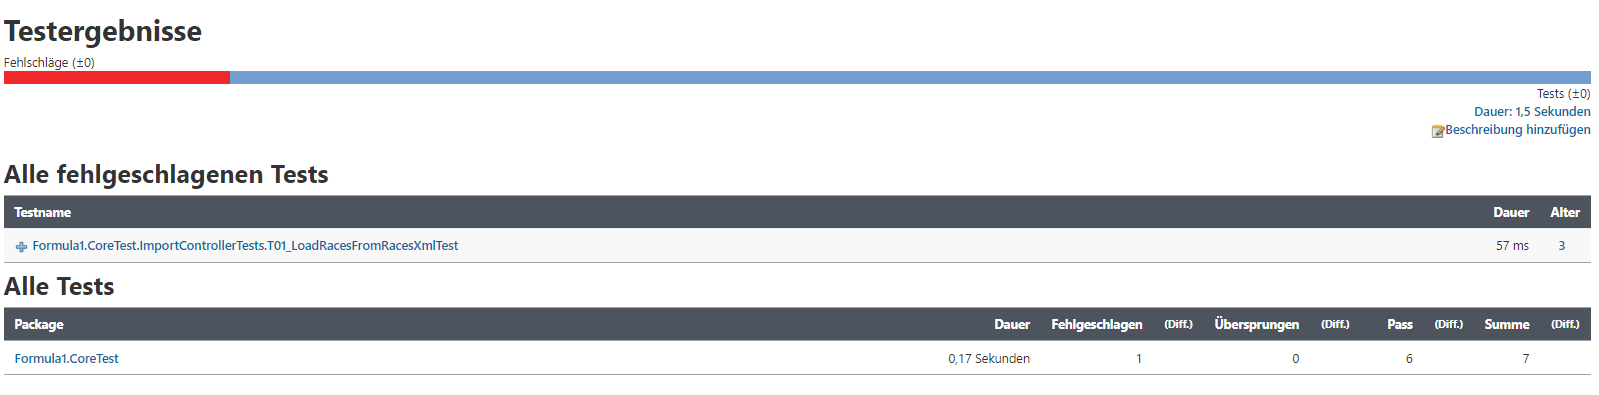 Testergebnisse
Fehlschläge (±0)
Tests (±0)
Dauer: 1,5 Sekunden
Beschreibung hinzufügen
Alle fehlgeschlagenen Tests
Testname Dauer Alter
Formula1.CoreTest.ImportControllerTests.T01_LoadRacesFromRacesXmlTest 57 ms 3
Alle Tests
Package Dauer Fehlgeschlagen (Diff.) Übersprungen (Diff.) Pass (Diff.) Summe (Diff.)
Formula1.CoreTest 0,17 Sekunden 1 0 6 7